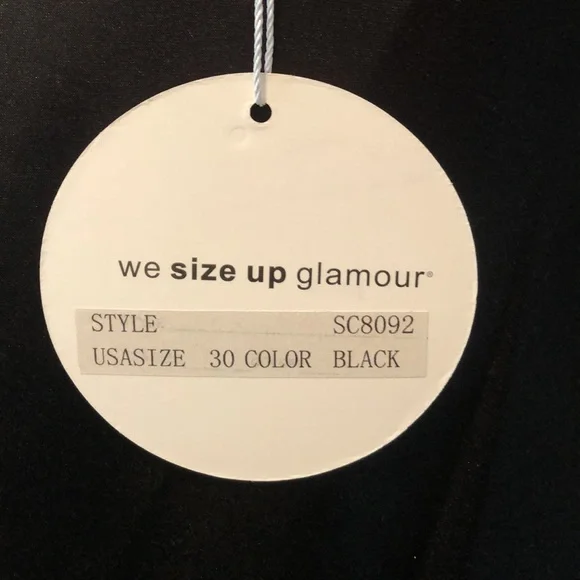 we size up glamour®
STYLE SC8092
USASIZE 30 COLOR BLACK